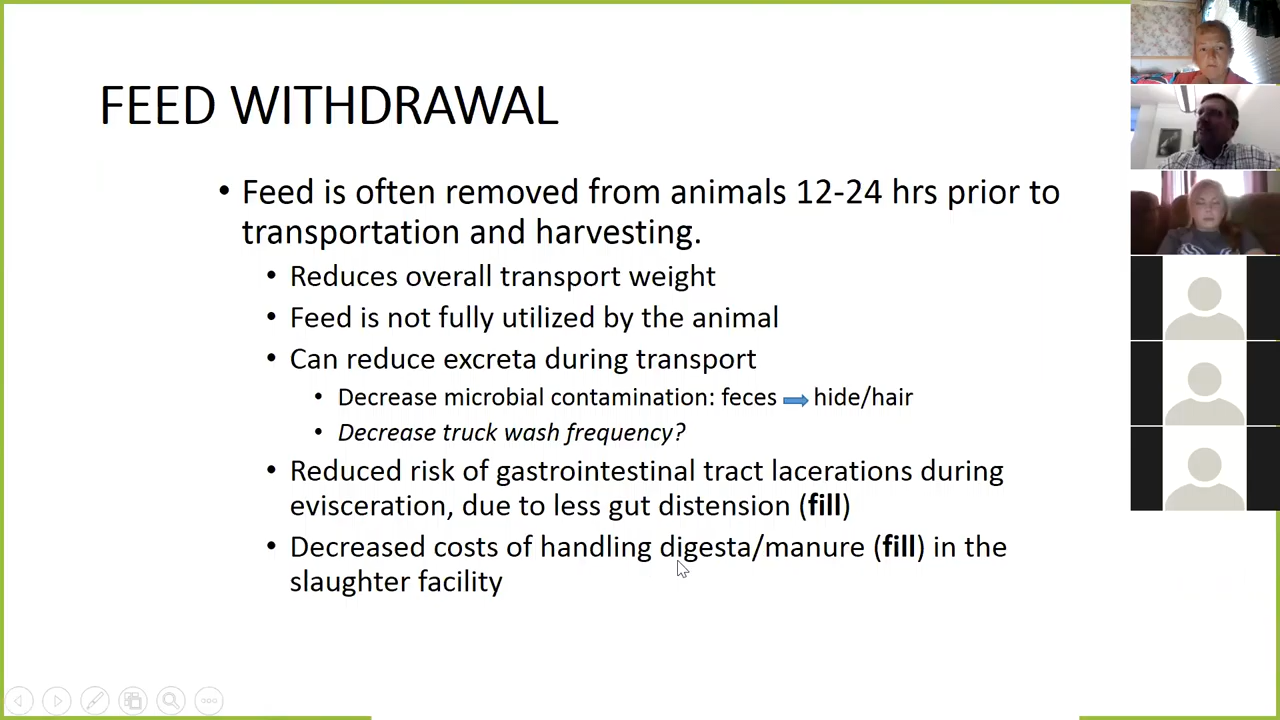 FEED WITHDRAWAL
• Feed is often removed from animals 12-24 hrs prior to
transportation and harvesting.
• Reduces overall transport weight
• Feed is not fully utilized by the animal
• Can reduce excreta during transport
• Decrease microbial contamination: feces ➡ hide/hair
• Decrease truck wash frequency?
• Reduced risk of gastrointestinal tract lacerations during
evisceration, due to less gut distension (fill)
• Decreased costs of handling digesta/manure (fill) in the
slaughter facility